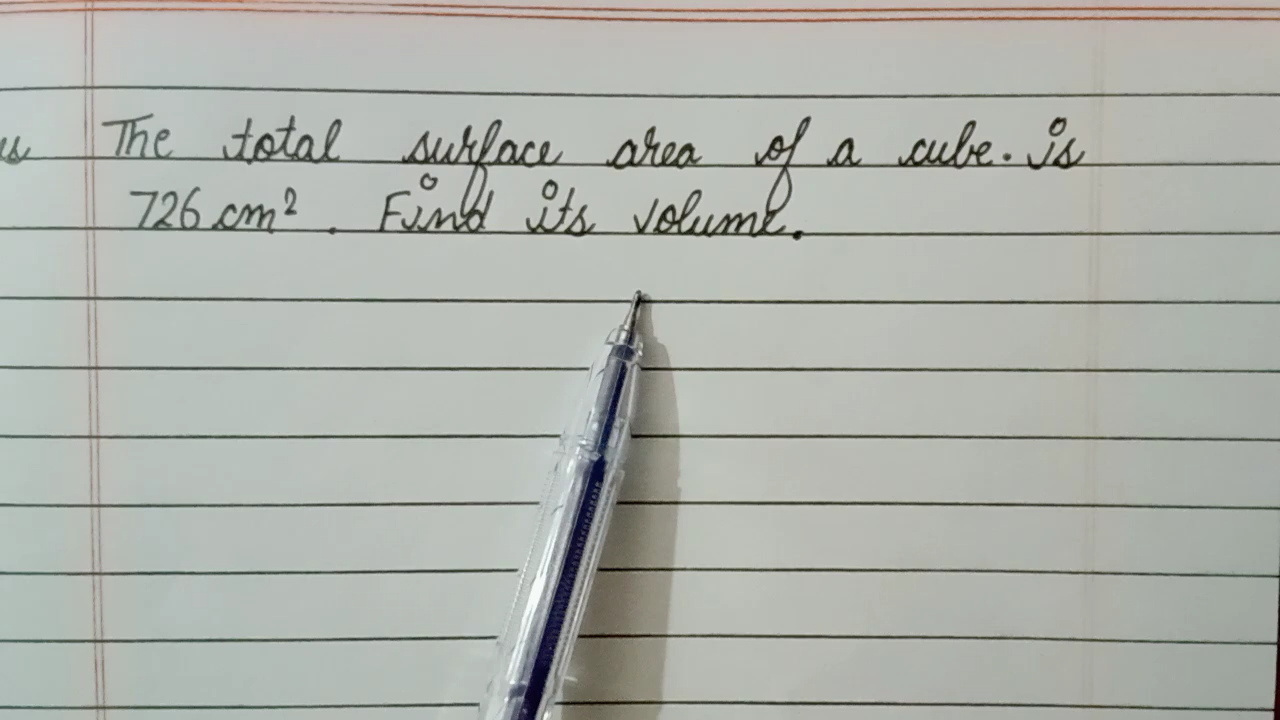 The total surface area of a cube. is
726 cm². Find its volume.